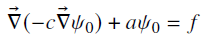 ∇⃗(−c∇⃗ψ₀) + aψ₀ = f